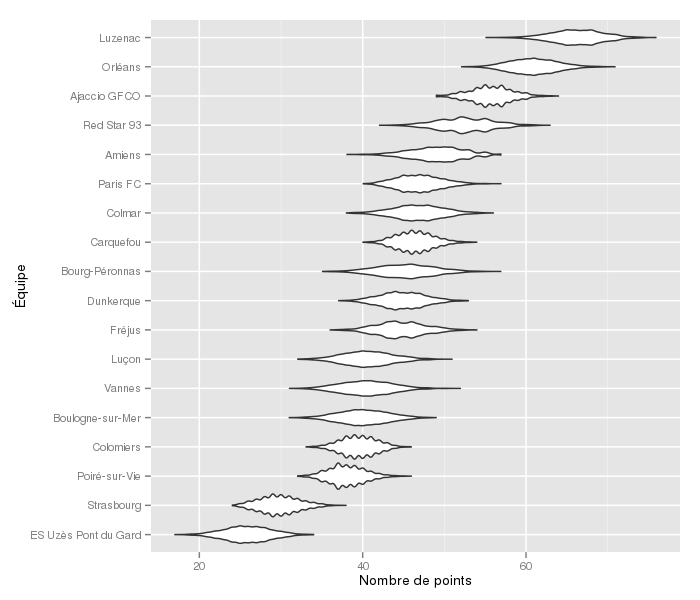 Luzenac
Orléans
Ajaccio GFCO
Red Star 93
Amiens
Paris FC
Colmar
Carquefou
Bourg-Péronnas
Dunkerque
Fréjus
Luçon
Vannes
Boulogne-sur-Mer
Colomiers
Poiré-sur-Vie
Strasbourg
ES Uzès Pont du Gard
Équipe
20 40 60
Nombre de points